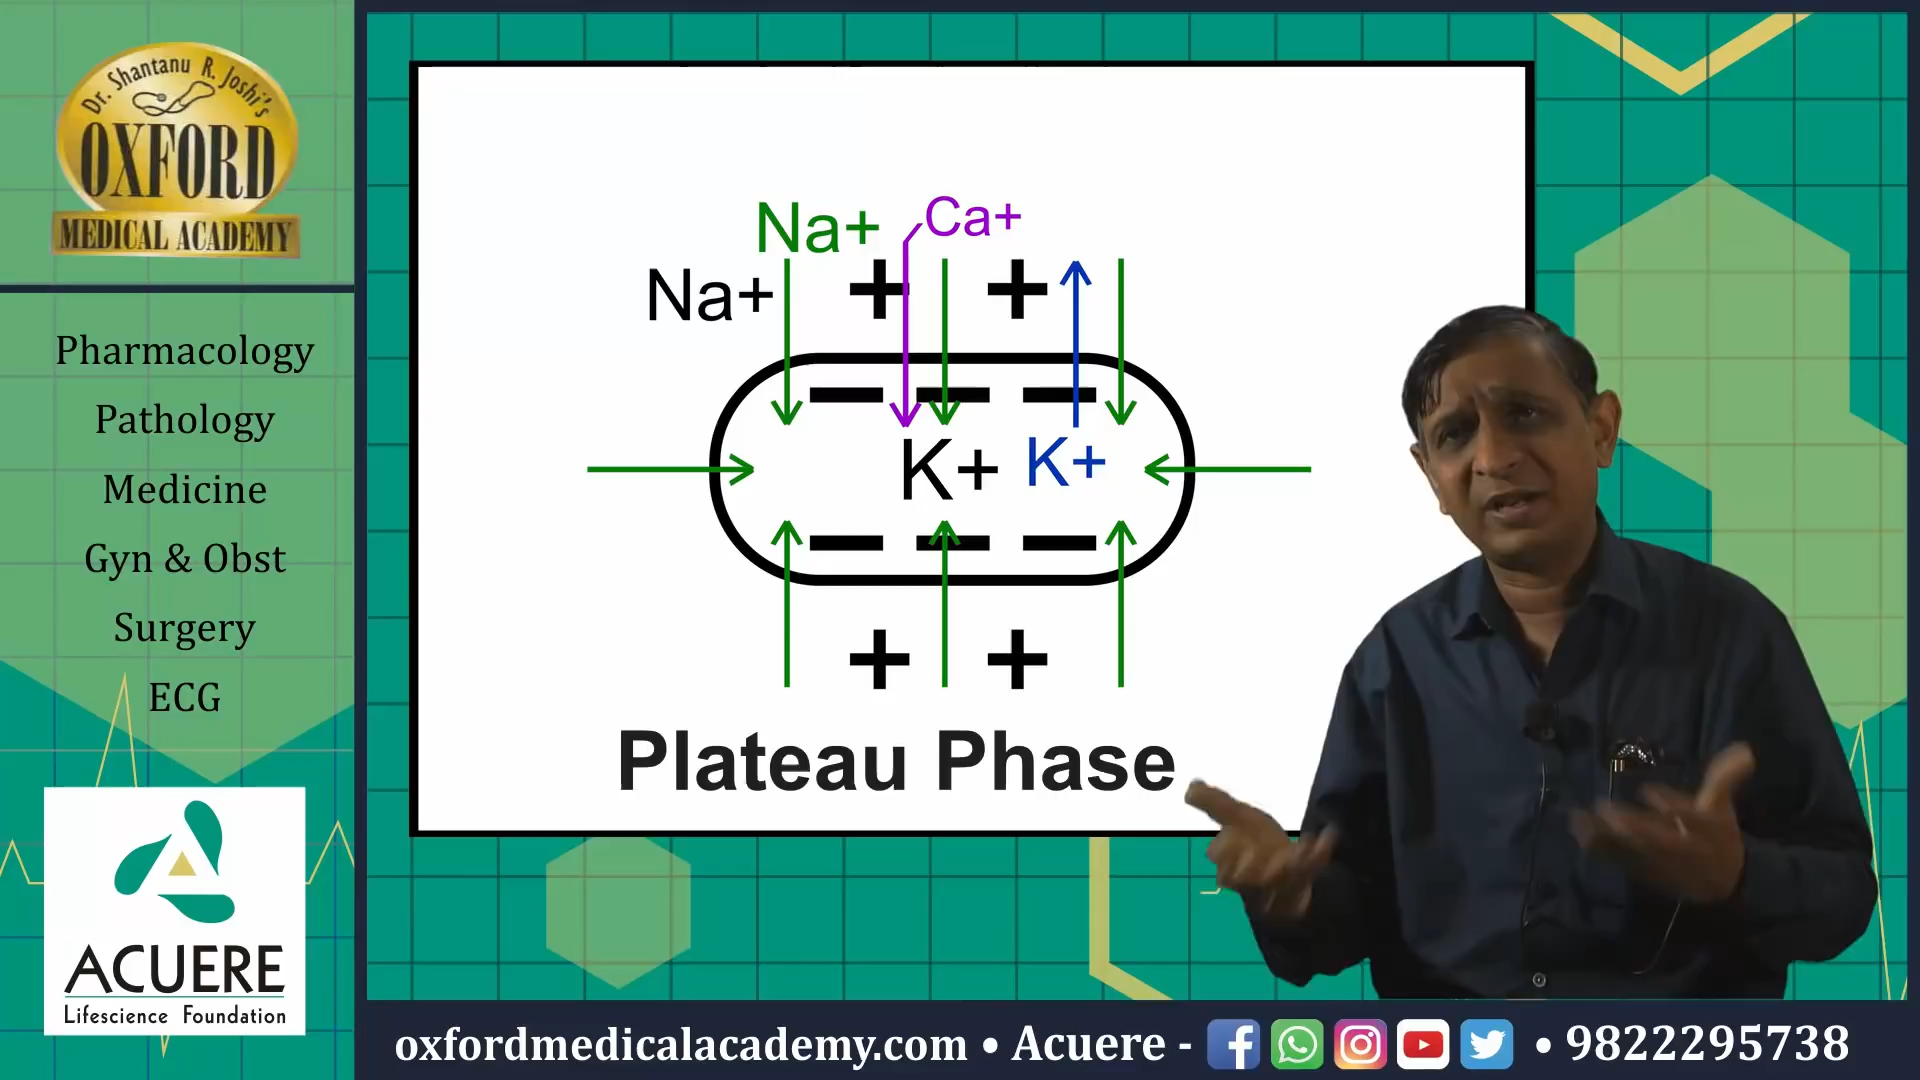 Dr. Shantanu R. Joshi's
OXFORD
MEDICAL ACADEMY
Pharmacology
Pathology
Medicine
Gyn & Obst
Surgery
ECG
ACUERE
Lifescience Foundation
Na+
Ca+
Na+
+ +
K+
K+
+ +
Plateau Phase
oxfordmedicalacademy.com • Acuere - • 9822295738